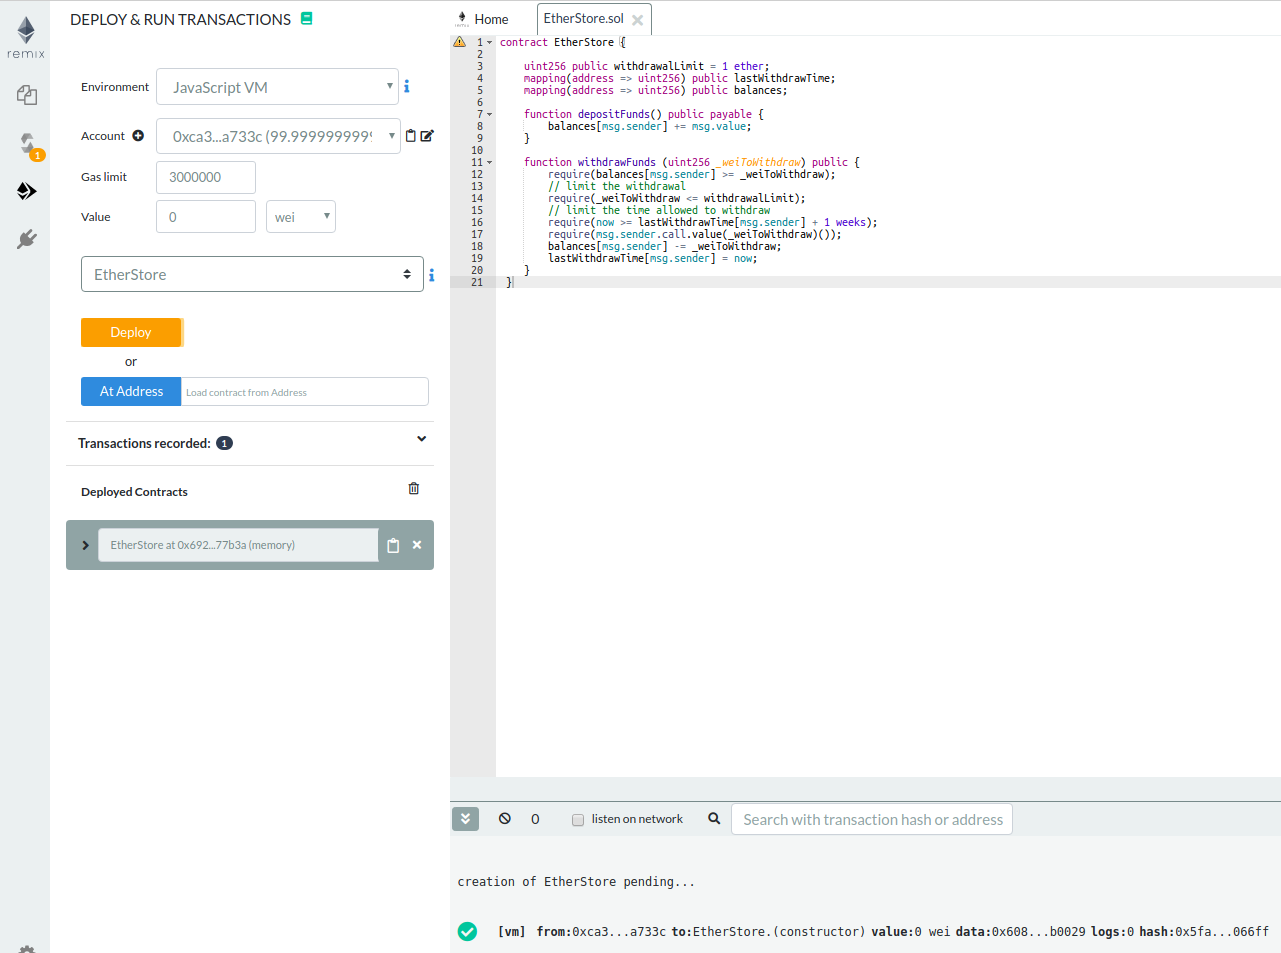 remix
1
DEPLOY & RUN TRANSACTIONS
Environment
JavaScript VM
Account
0xca3...a733c (99.9999999999
Gas limit
3000000
Value
0
wei
EtherStore
Deploy
or
At Address
Load contract from Address
Transactions recorded: 1
Deployed Contracts
EtherStore at 0x692...77b3a (memory)
remix
Home
EtherStore.sol
1 contract EtherStore {
2
3 uint256 public withdrawalLimit = 1 ether;
4 mapping(address => uint256) public lastWithdrawTime;
5 mapping(address => uint256) public balances;
6
7 function depositFunds() public payable {
8 balances[msg.sender] += msg.value;
9 }
10
11 function withdrawFunds (uint256 _weiToWithdraw) public {
12 require(balances[msg.sender] >= _weiToWithdraw);
13 // limit the withdrawal
14 require(_weiToWithdraw <= withdrawalLimit);
15 // limit the time allowed to withdraw
16 require(now >= lastWithdrawTime[msg.sender] + 1 weeks);
17 require(msg.sender.call.value(_weiToWithdraw)());
18 balances[msg.sender] -= _weiToWithdraw;
19 lastWithdrawTime[msg.sender] = now;
20 }
21 }
0
listen on network
Search with transaction hash or address
creation of EtherStore pending...
[vm] from:0xca3...a733c to:EtherStore.(constructor) value:0 wei data:0x608...b0029 logs:0 hash:0x5fa...066ff